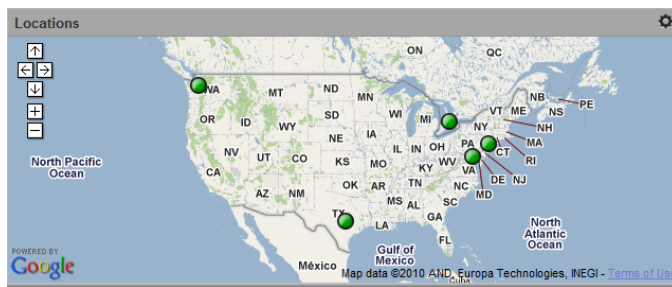 Locations
ON
QC
WA
MT
ND
MN
NB
PE
VT
ME
NS
OR
ID
SD
WI
MI
NY
NH
WY
MA
NE
IA
PA
CT
RI
NV
UT
CO
IL
IN
OH
North Pacific
Ocean
KS
MO
WV
KY
VA
DE
NJ
CA
MD
AZ
NM
OK
AR
TN
NC
MS
AL
SC
TX
GA
LA
North
Atlantic
Ocean
FL
Gulf of
Mexico
México
Cuba
POWERED BY
Google
Map data ©2010 AND, Europa Technologies, INEGI - Terms of Use